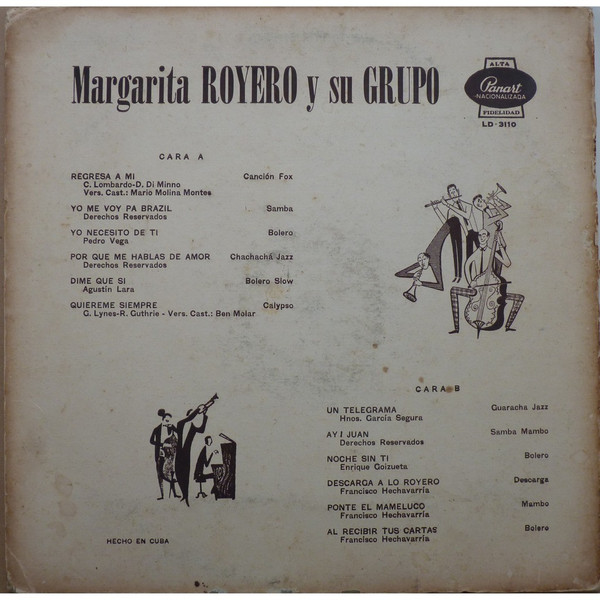 Margarita ROYERO y su GRUPO
ALTA
Panart
NACIONALIZADA
FIDELIDAD
LD-3110
CARA A
REGRESA A MI Canción Fox
C. Lombardo-D. Di Minno
Vers. Cast.: Mario Molina Montes
YO ME VOY PA BRAZIL Samba
Derechos Reservados
YO NECESITO DE TI Bolero
Pedro Vega
POR QUE ME HABLAS DE AMOR Chachachá Jazz
Derechos Reservados
DIME QUE SI Bolero Slow
Agustín Lara
QUIEREME SIEMPRE Calypso
G. Lynes-R. Guthrie - Vers. Cast.: Ben Molar
CARA B
UN TELEGRAMA Guaracha Jazz
Hnos. García Segura
AY! JUAN Samba Mambo
Derechos Reservados
NOCHE SIN TI Bolero
Enrique Goizueta
DESCARGA A LO ROYERO Descarga
Francisco Hechavarría
PONTE EL MAMELUCO Mambo
Francisco Hechavarría
AL RECIBIR TUS CARTAS Bolero
Francisco Hechavarría
HECHO EN CUBA